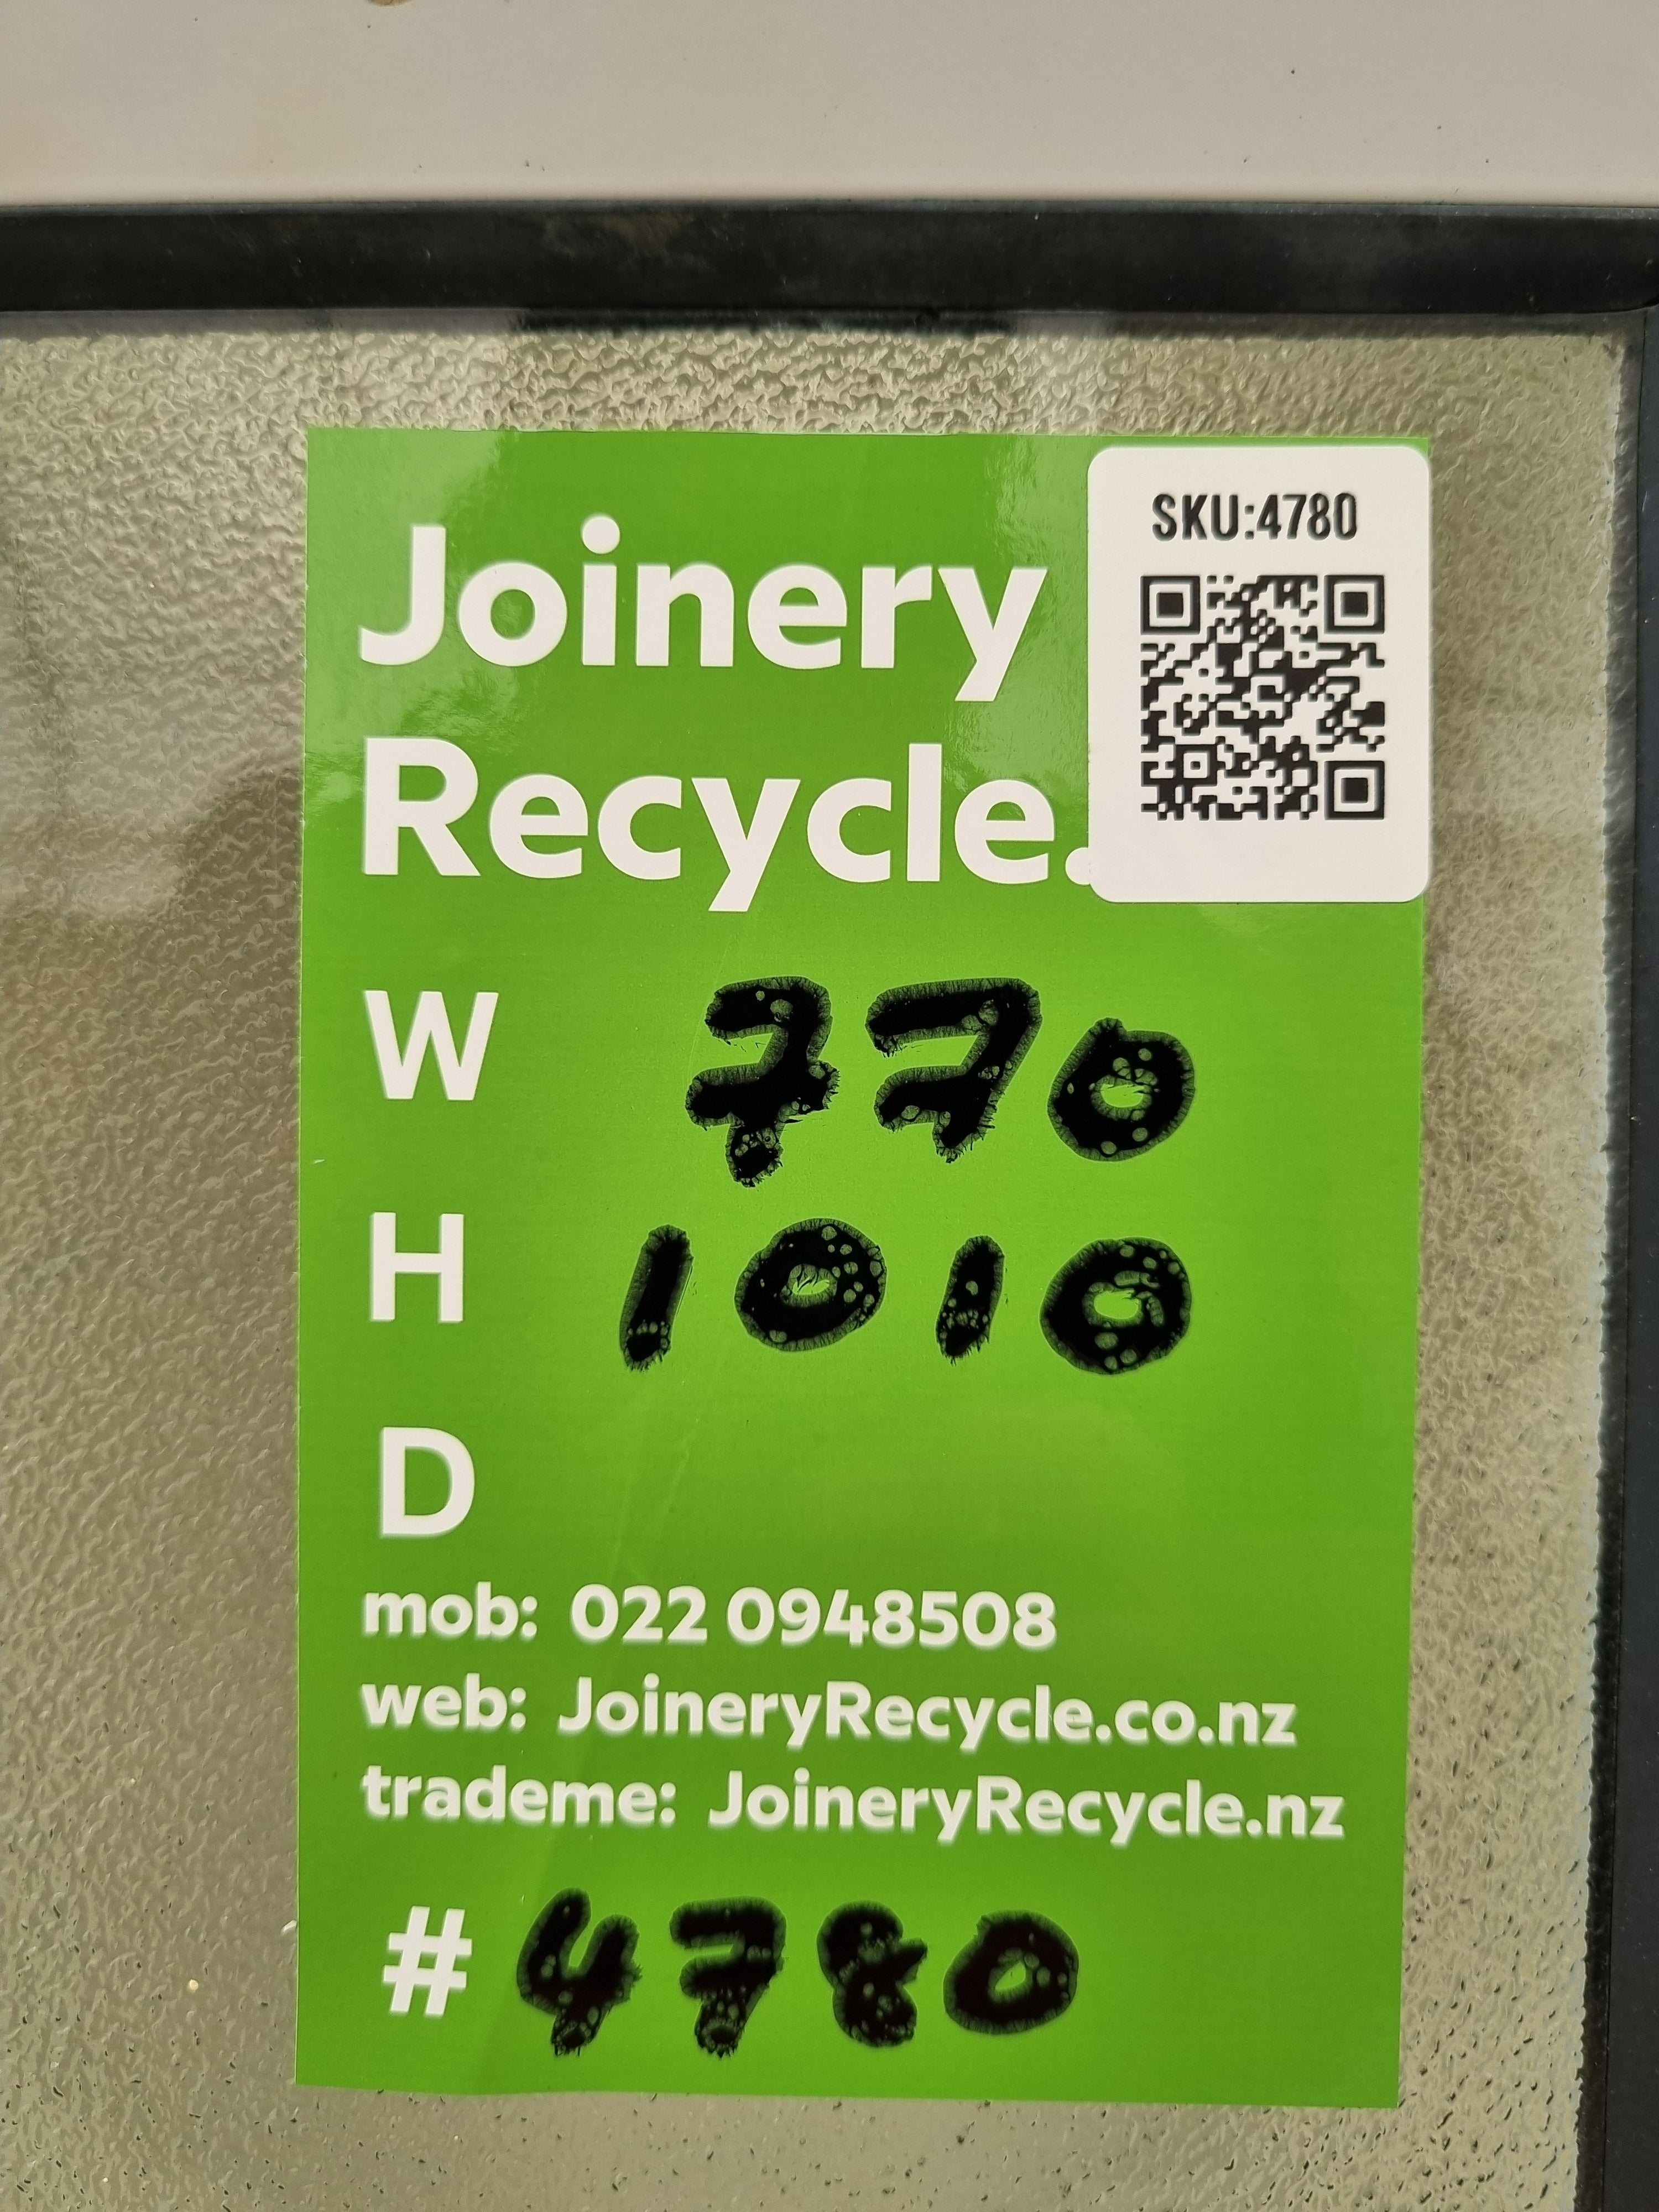 SKU:4780
Joinery
Recycle.
W 770
H 1010
D
mob: 022 0948508
web: JoineryRecycle.co.nz
trademe: JoineryRecycle.nz
# 4780